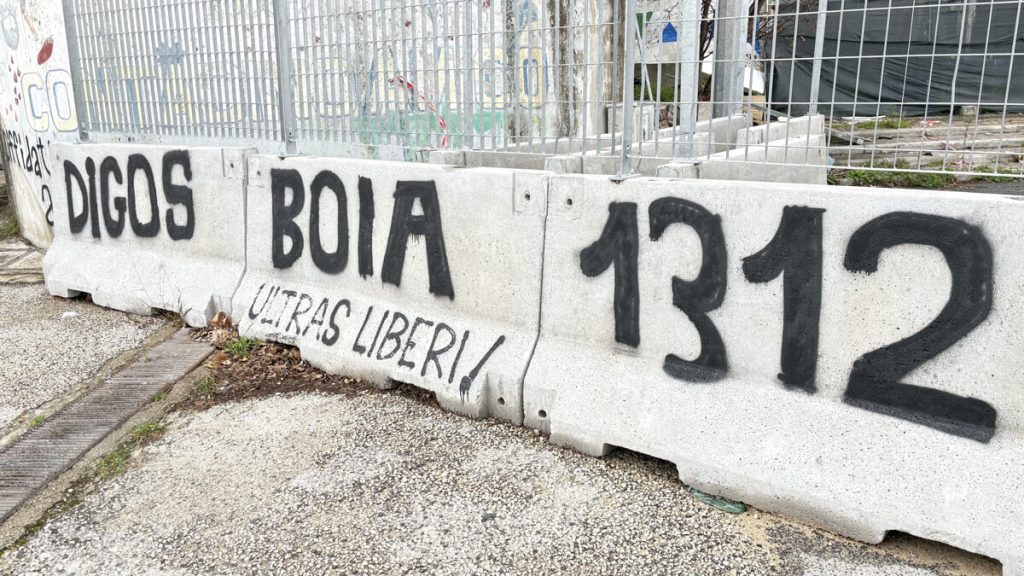 DIGOS BOIA 1312
ULTRAS LIBERI!